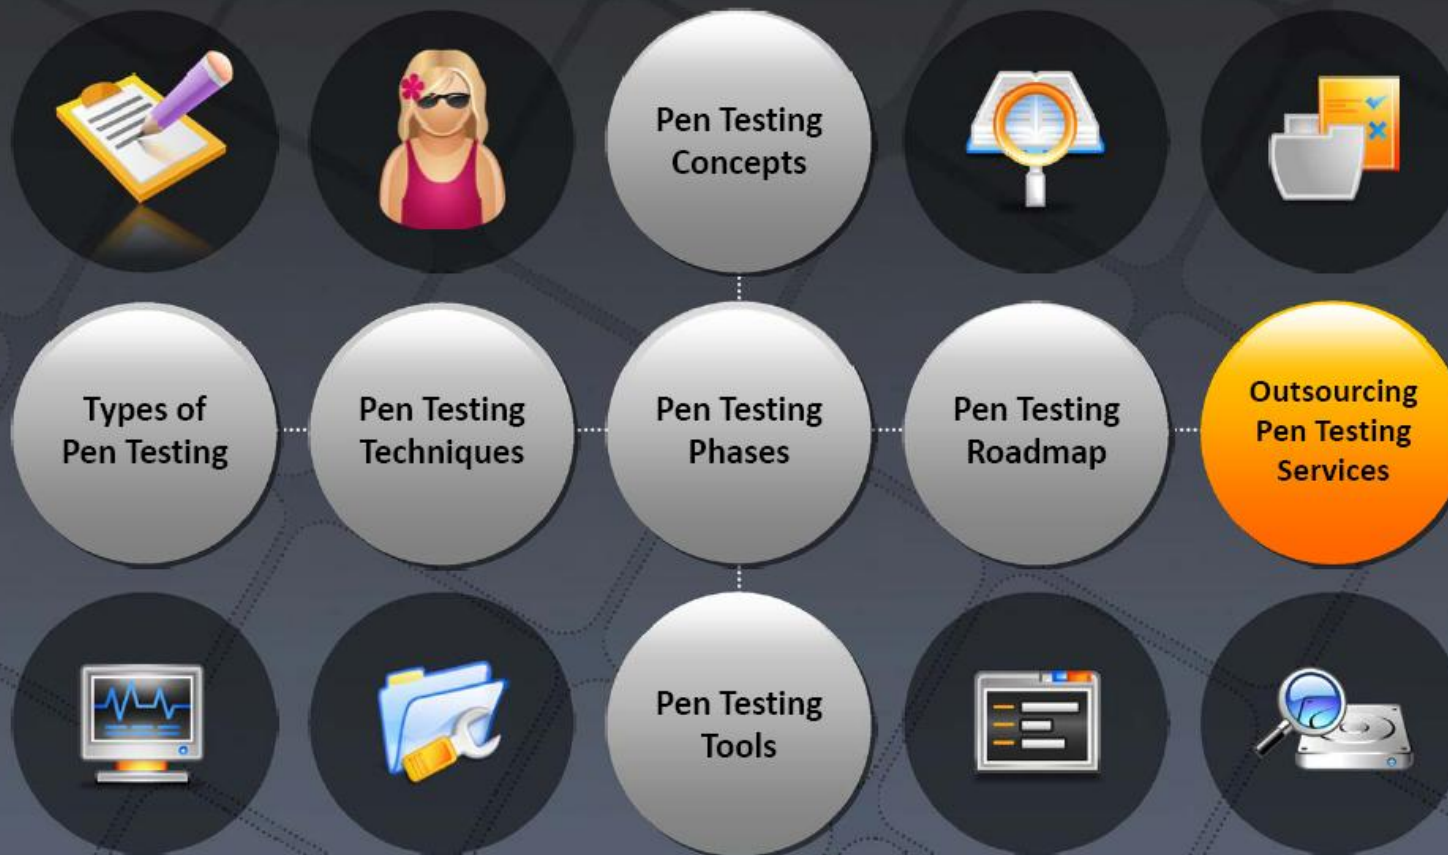 Pen Testing
Concepts
Types of
Pen Testing
Pen Testing
Techniques
Pen Testing
Phases
Pen Testing
Roadmap
Outsourcing
Pen Testing
Services
Pen Testing
Tools